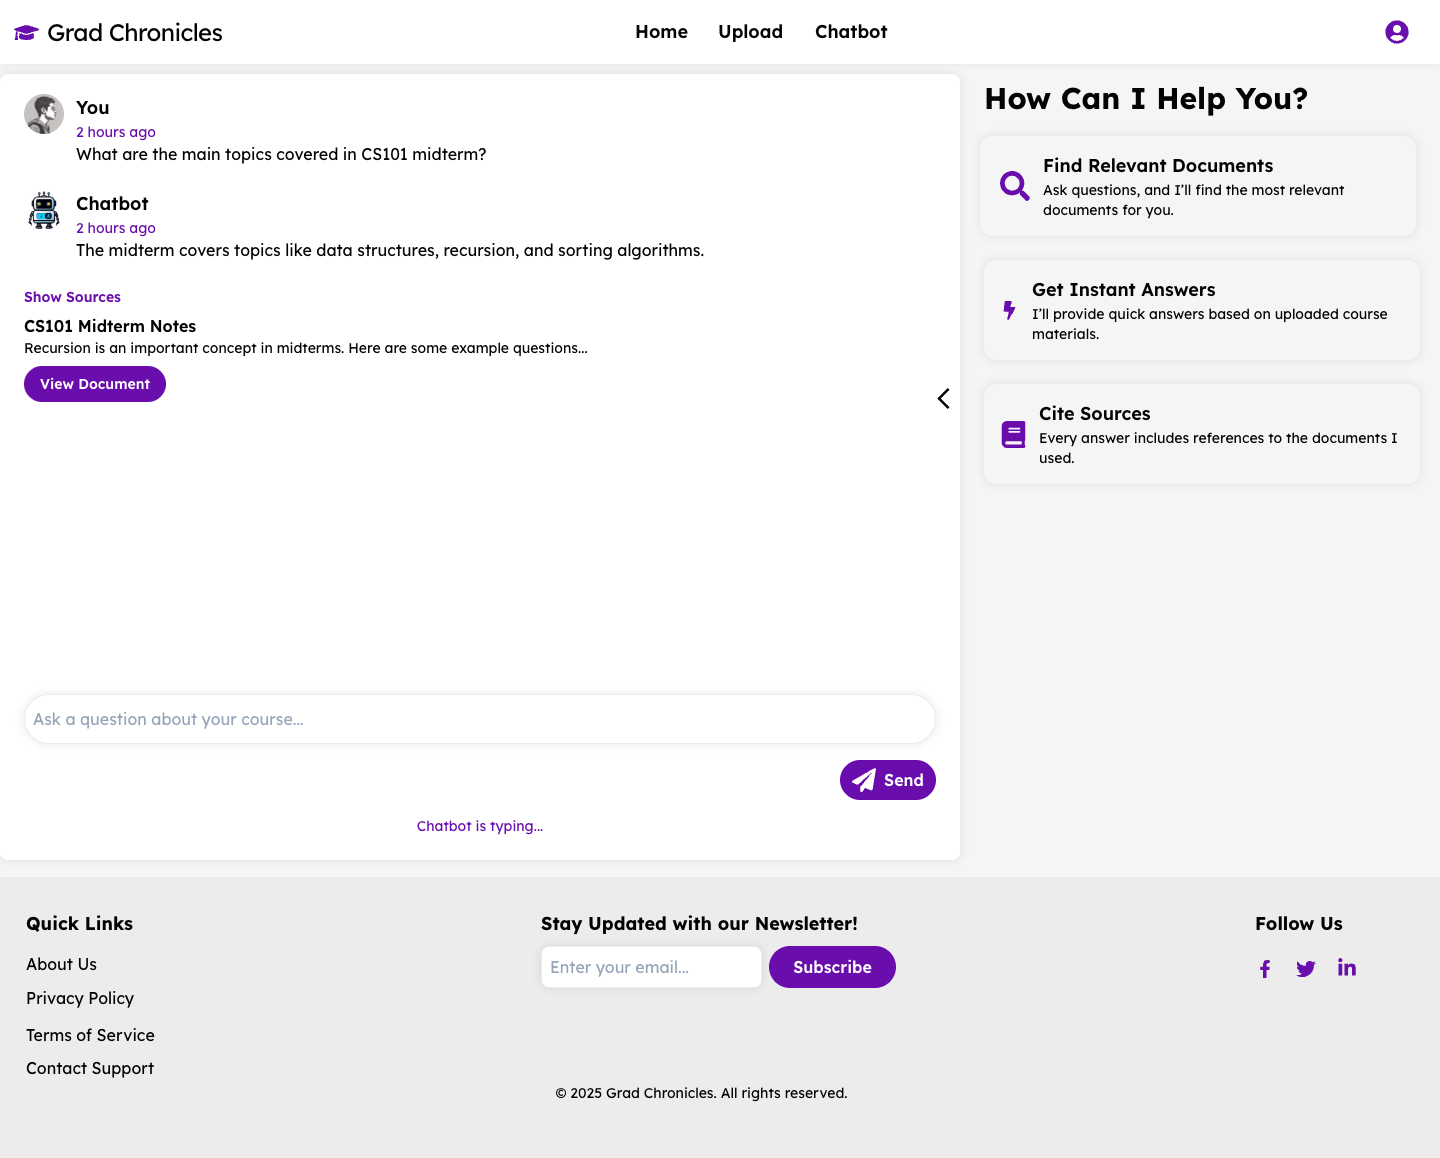 Grad Chronicles
Home
Upload
Chatbot
You
2 hours ago
What are the main topics covered in CS101 midterm?
Chatbot
2 hours ago
The midterm covers topics like data structures, recursion, and sorting algorithms.
Show Sources
CS101 Midterm Notes
Recursion is an important concept in midterms. Here are some example questions...
View Document
Ask a question about your course...
Send
Chatbot is typing...
How Can I Help You?
Find Relevant Documents
Ask questions, and I’ll find the most relevant
documents for you.
Get Instant Answers
I’ll provide quick answers based on uploaded course
materials.
Cite Sources
Every answer includes references to the documents I
used.
Quick Links
About Us
Privacy Policy
Terms of Service
Contact Support
Stay Updated with our Newsletter!
Enter your email...
Subscribe
Follow Us
© 2025 Grad Chronicles. All rights reserved.